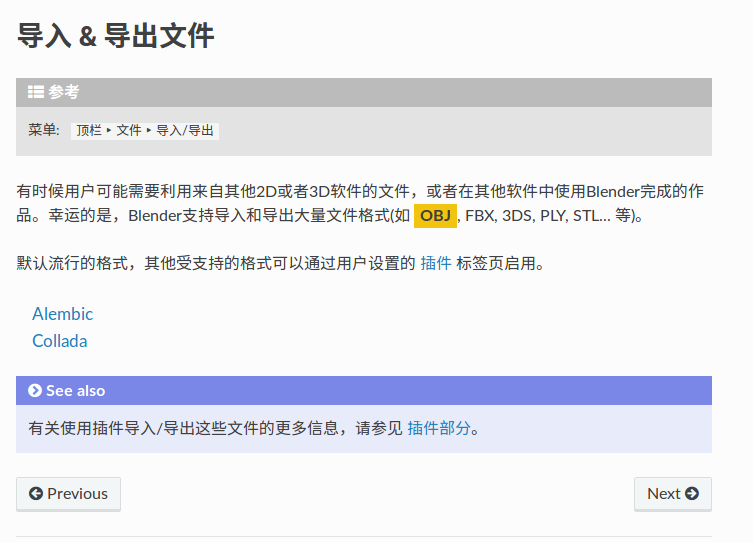 导入 & 导出文件
参考
菜单: 顶栏 ‣ 文件 ‣ 导入/导出
有时候用户可能需要利用来自其他2D或者3D软件的文件，或者在其他软件中使用Blender完成的作
品。幸运的是，Blender支持导入和导出大量文件格式(如 OBJ, FBX, 3DS, PLY, STL... 等)。
默认流行的格式，其他受支持的格式可以通过用户设置的 插件 标签页启用。
Alembic
Collada
See also
有关使用插件导入/导出这些文件的更多信息，请参见 插件部分。
Previous
Next